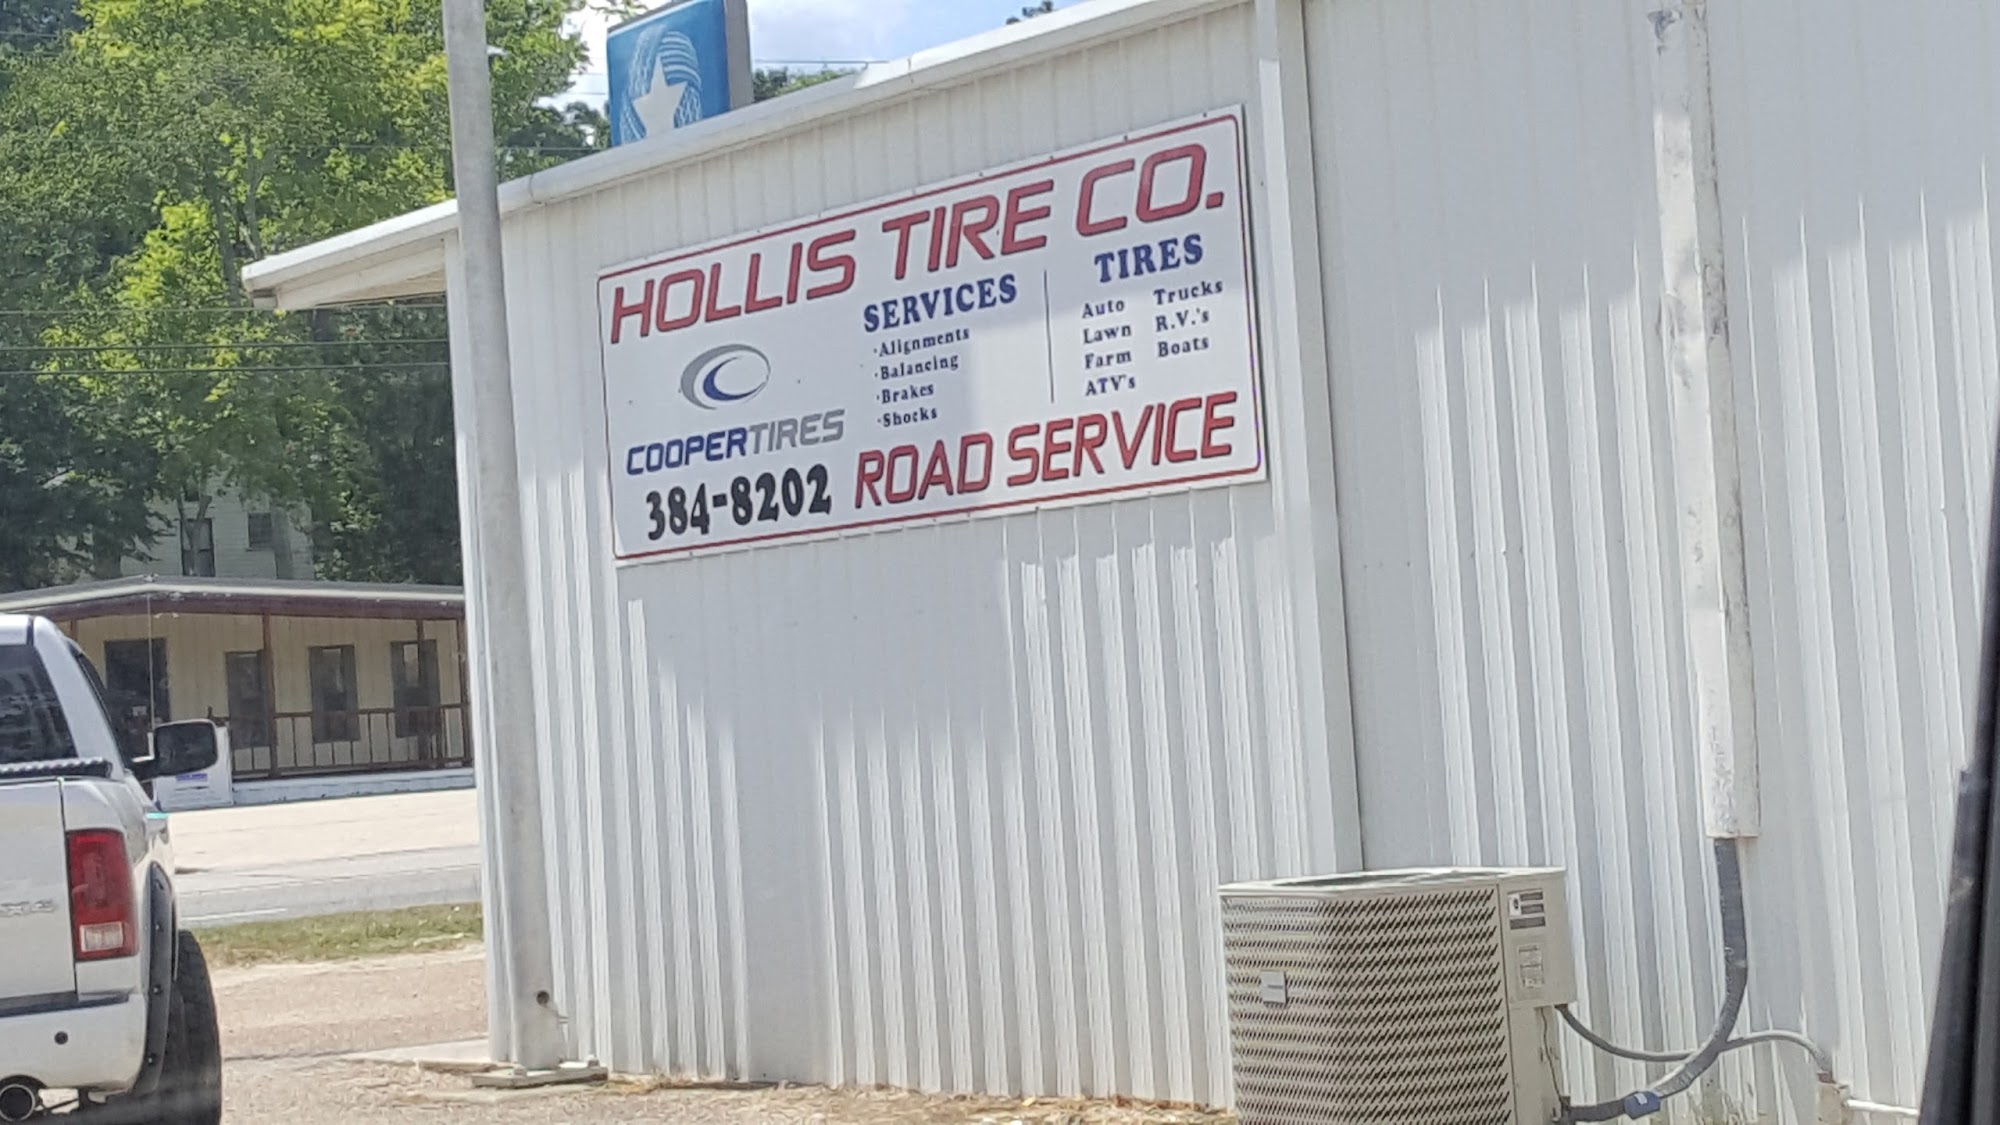 HOLLIS TIRE CO.
COOPERTIRES
384-8202
SERVICES
·Alignments
·Balancing
·Brakes
·Shocks
TIRES
Auto Trucks
Lawn R.V.'s
Farm Boats
ATV's
ROAD SERVICE